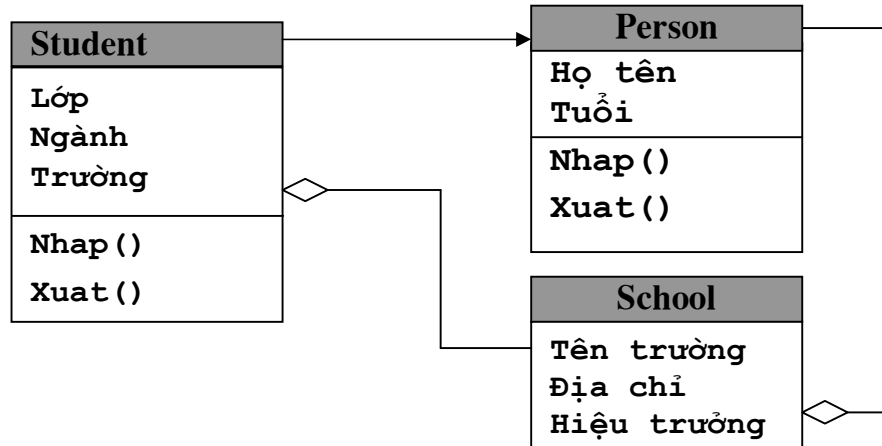 Student
Lớp
Ngành
Trường
Nhap()
Xuat()
Person
Họ tên
Tuổi
Nhap()
Xuat()
School
Tên trường
Địa chỉ
Hiệu trưởng